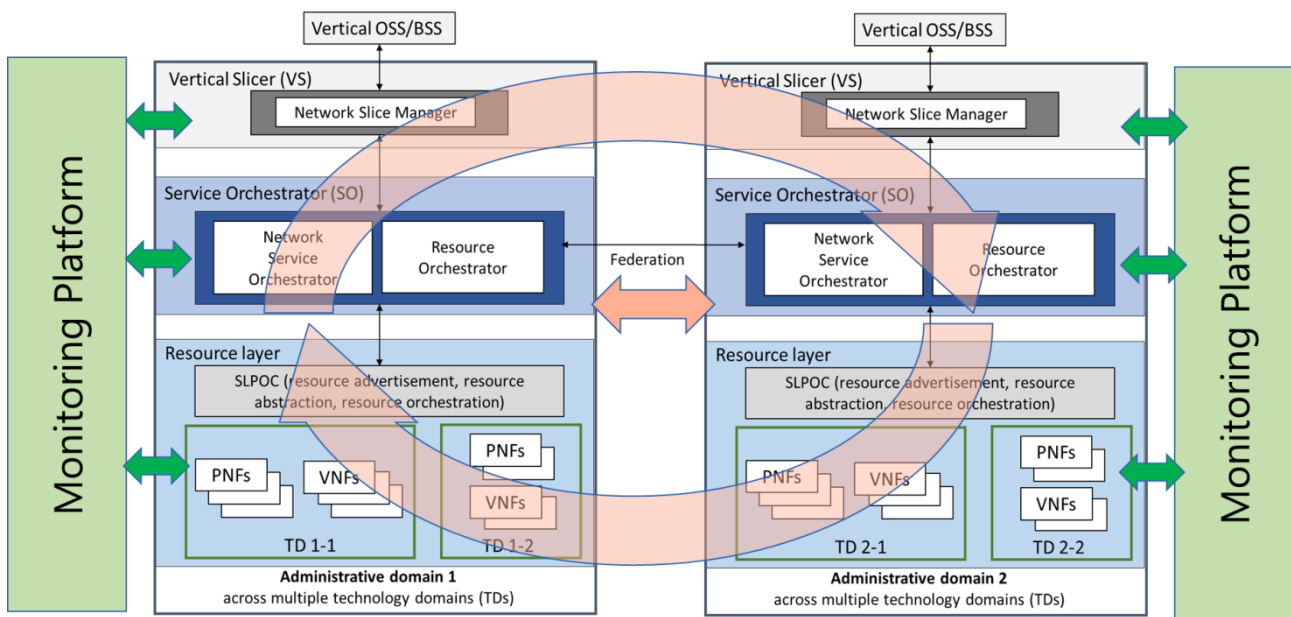 Monitoring Platform
Vertical OSS/BSS
Vertical Slicer (VS)
Network Slice Manager
Service Orchestrator (SO)
Network
Service
Orchestrator
Resource
Orchestrator
Resource layer
SLPOC (resource advertisement, resource
abstraction, resource orchestration)
PNFs
VNFs
TD 1-1
PNFs
VNFs
TD 1-2
Administrative domain 1
across multiple technology domains (TDs)
Federation
Vertical OSS/BSS
Vertical Slicer (VS)
Network Slice Manager
Service Orchestrator (SO)
Network
Service
Orchestrator
Resource
Orchestrator
Resource layer
SLPOC (resource advertisement, resource
abstraction, resource orchestration)
PNFs
VNFs
TD 2-1
PNFs
VNFs
TD 2-2
Administrative domain 2
across multiple technology domains (TDs)
Monitoring Platform